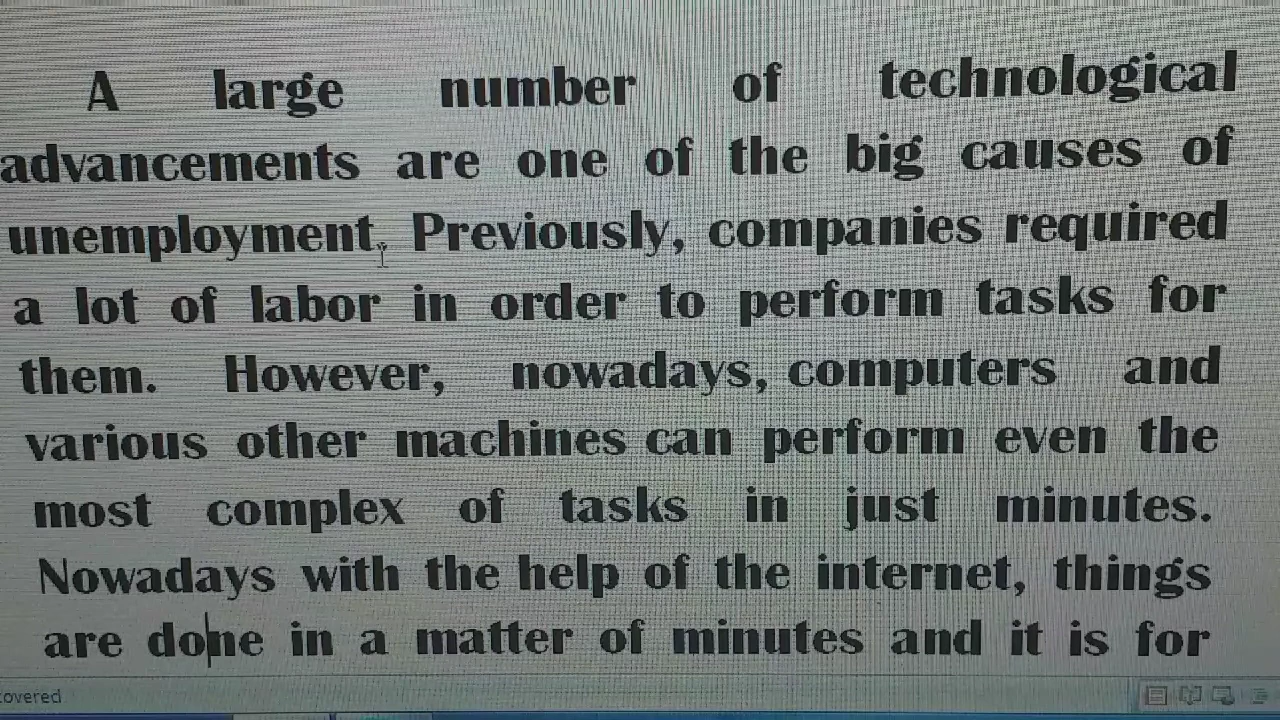 A large number of technological
advancements are one of the big causes of
unemployment. Previously, companies required
a lot of labor in order to perform tasks for
them. However, nowadays, computers and
various other machines can perform even the
most complex of tasks in just minutes.
Nowadays with the help of the internet, things
are done in a matter of minutes and it is for
covered